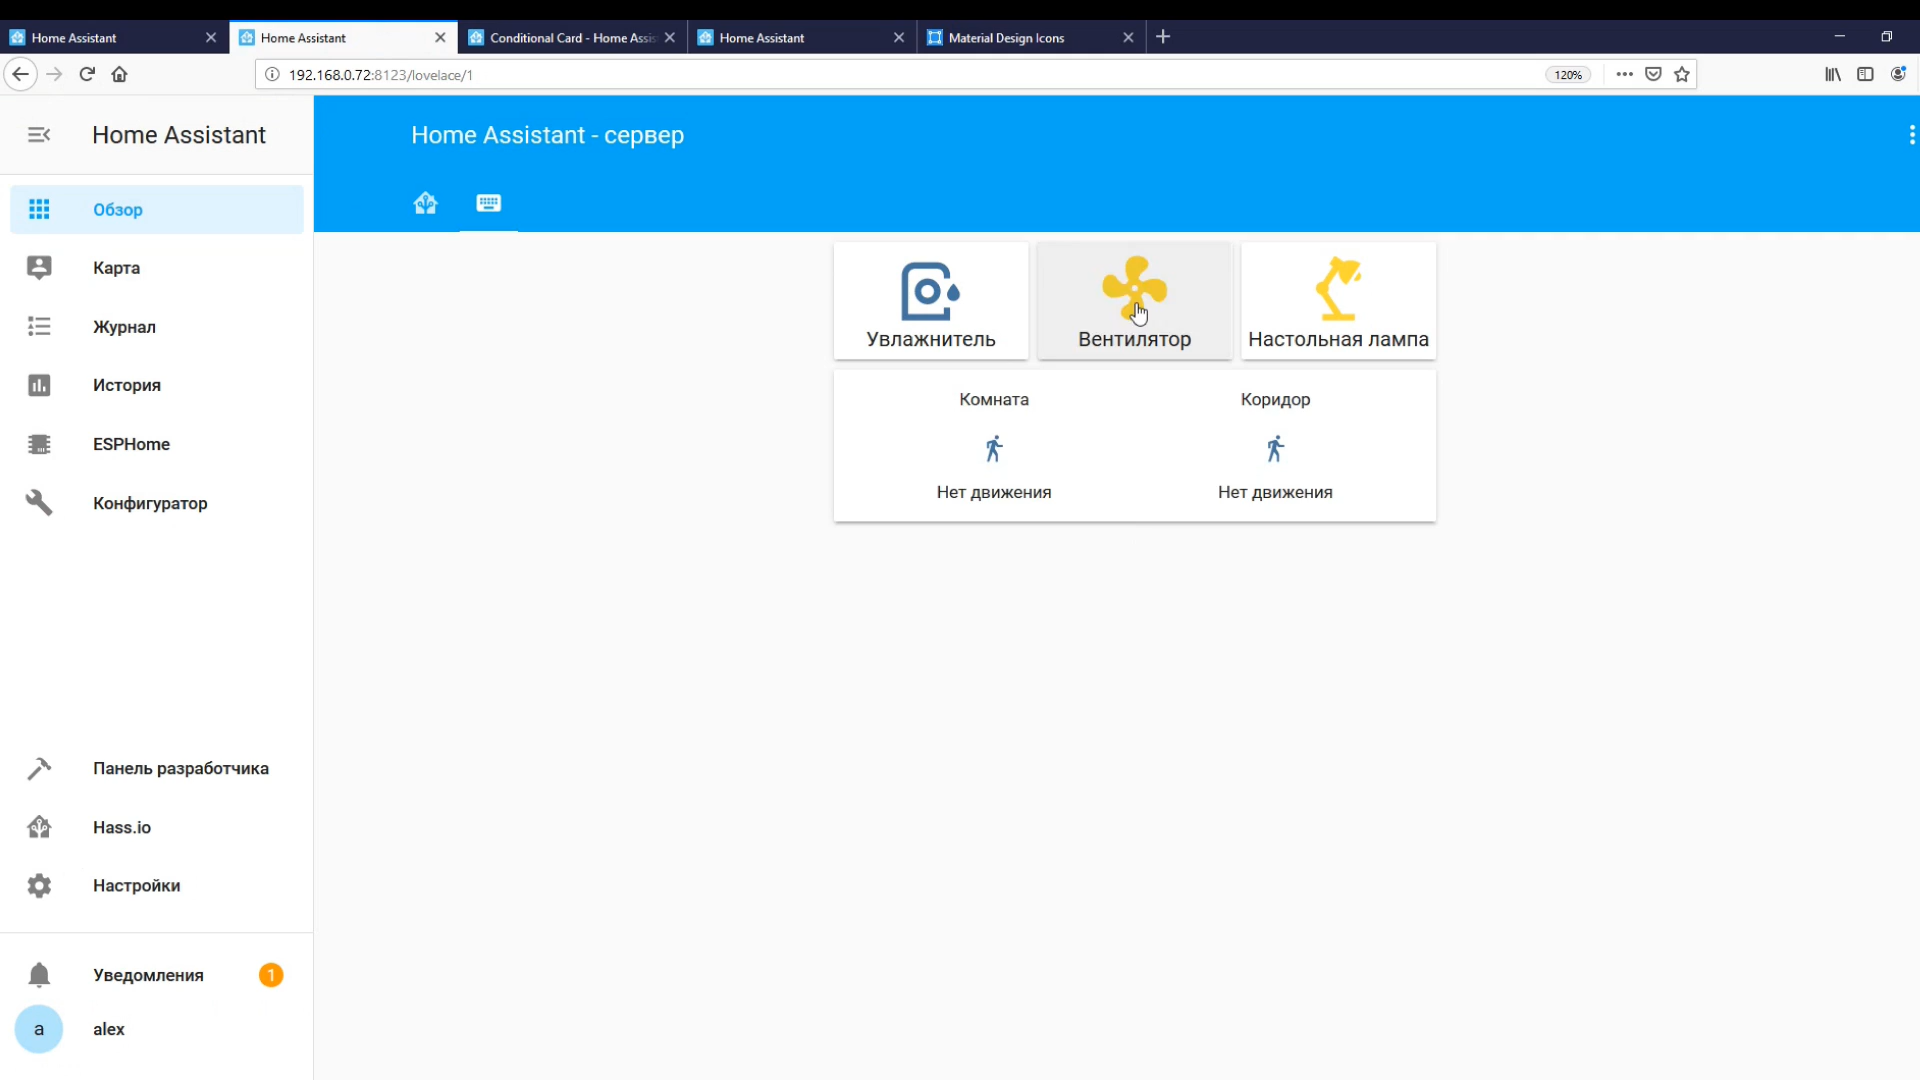 Home Assistant
Home Assistant
Conditional Card - Home Assis
Home Assistant
Material Design Icons
192.168.0.72:8123/lovelace/1
120%
Home Assistant
Home Assistant - сервер
Обзор
Карта
Журнал
История
ESPHome
Конфигуратор
Панель разработчика
Hass.io
Настройки
Уведомления
1
a
alex
Увлажнитель
Вентилятор
Настольная лампа
Комната
Коридор
Нет движения
Нет движения